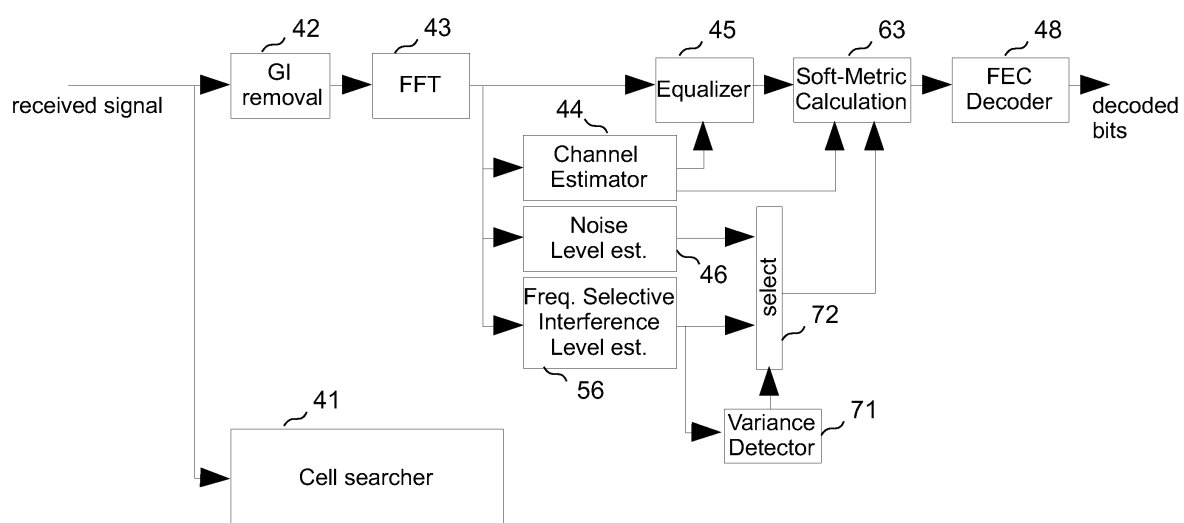 42
43
45
63
48
GI
removal
FFT
Equalizer
Soft-Metric
Calculation
FEC
Decoder
received signal
decoded
bits
44
Channel
Estimator
Noise
Level est.
46
select
Freq. Selective
Interference
Level est.
72
56
41
Variance
Detector
71
Cell searcher